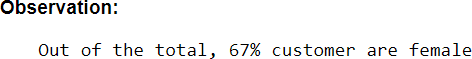 Observation:
Out of the total, 67% customer are female